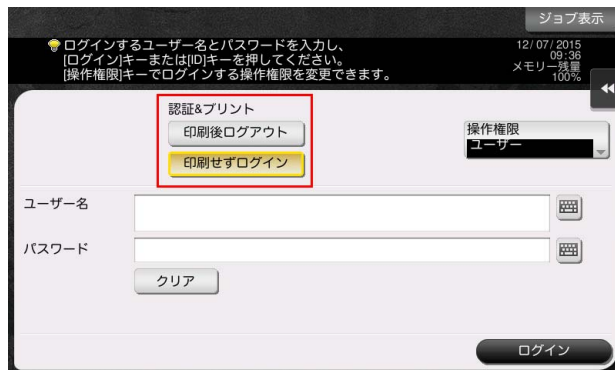 ジョブ表示
ログインするユーザー名とパスワードを入力し、
[ログイン]キーまたは[ID]キーを押してください。
[操作権限]キーでログインする操作権限を変更できます。
12/07/2015
09:36
メモリー残量
100%
認証&プリント
印刷後ログアウト
印刷せずログイン
操作権限
ユーザー
ユーザー名
パスワード
クリア
ログイン